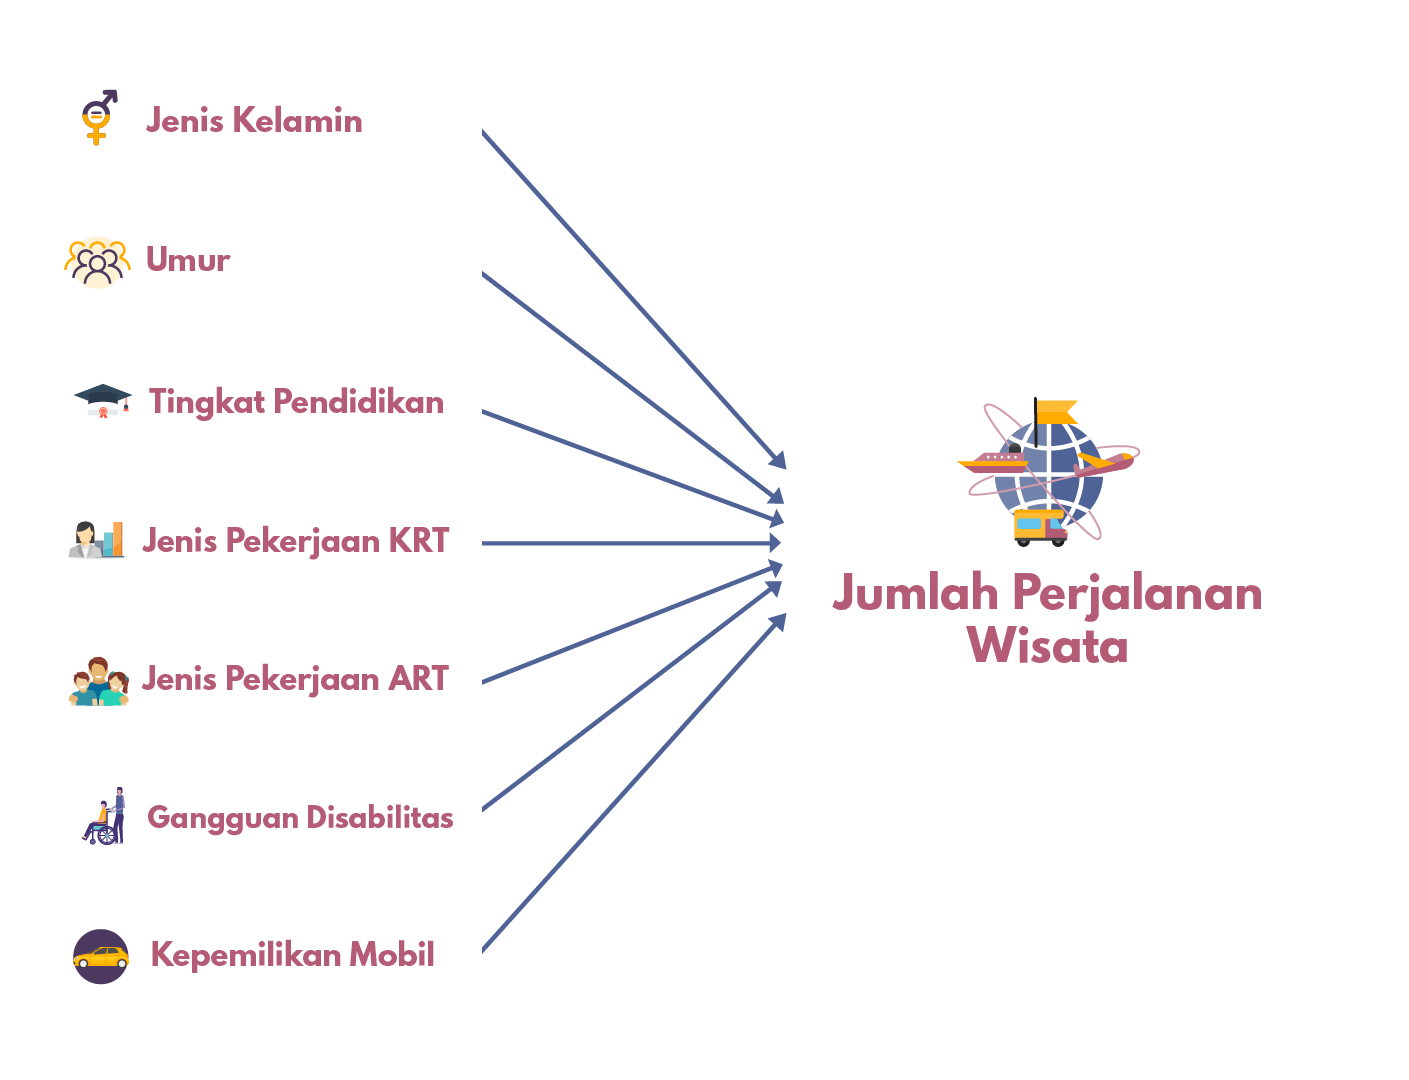 Jenis Kelamin
Umur
Tingkat Pendidikan
Jenis Pekerjaan KRT
Jenis Pekerjaan ART
Gangguan Disabilitas
Kepemilikan Mobil
Jumlah Perjalanan
Wisata